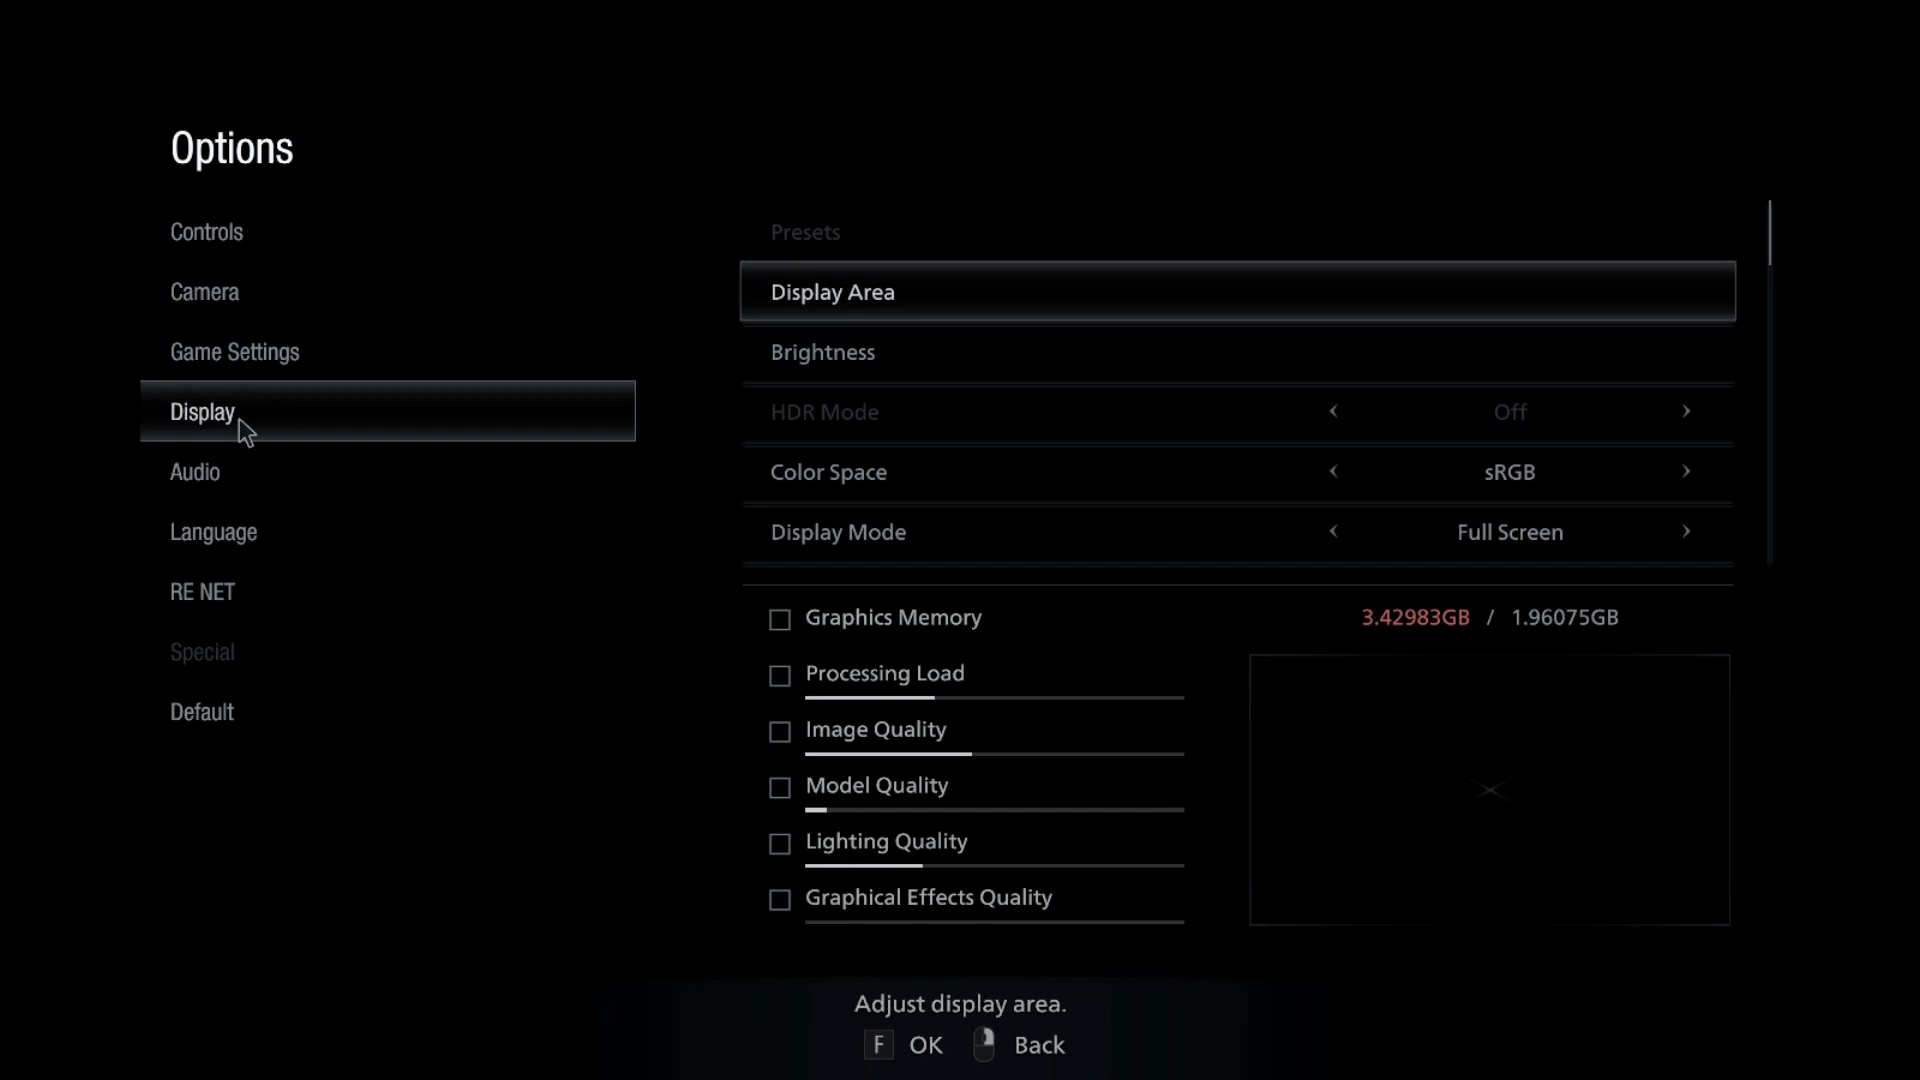 Options
Controls
Camera
Game Settings
Display
Audio
Language
RE NET
Special
Default
Presets
Display Area
Brightness
HDR Mode Off
Color Space sRGB
Display Mode Full Screen
Graphics Memory 3.42983GB / 1.96075GB
Processing Load
Image Quality
Model Quality
Lighting Quality
Graphical Effects Quality
Adjust display area.
F OK Back